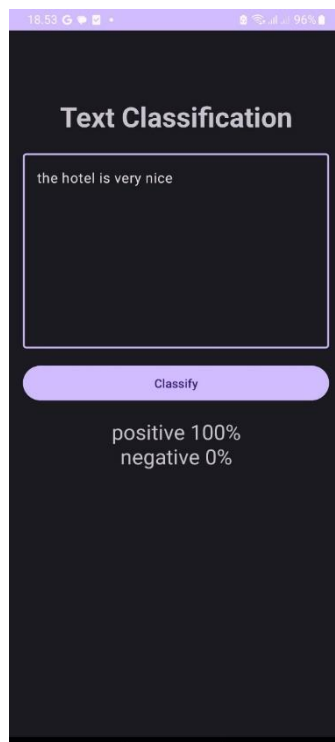 18.53 G
96%
Text Classification
the hotel is very nice
Classify
positive 100%
negative 0%